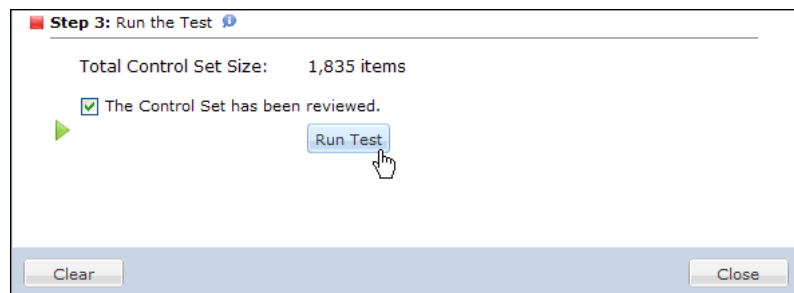 Step 3: Run the Test
Total Control Set Size: 1,835 items
The Control Set has been reviewed.
Run Test
Clear Close